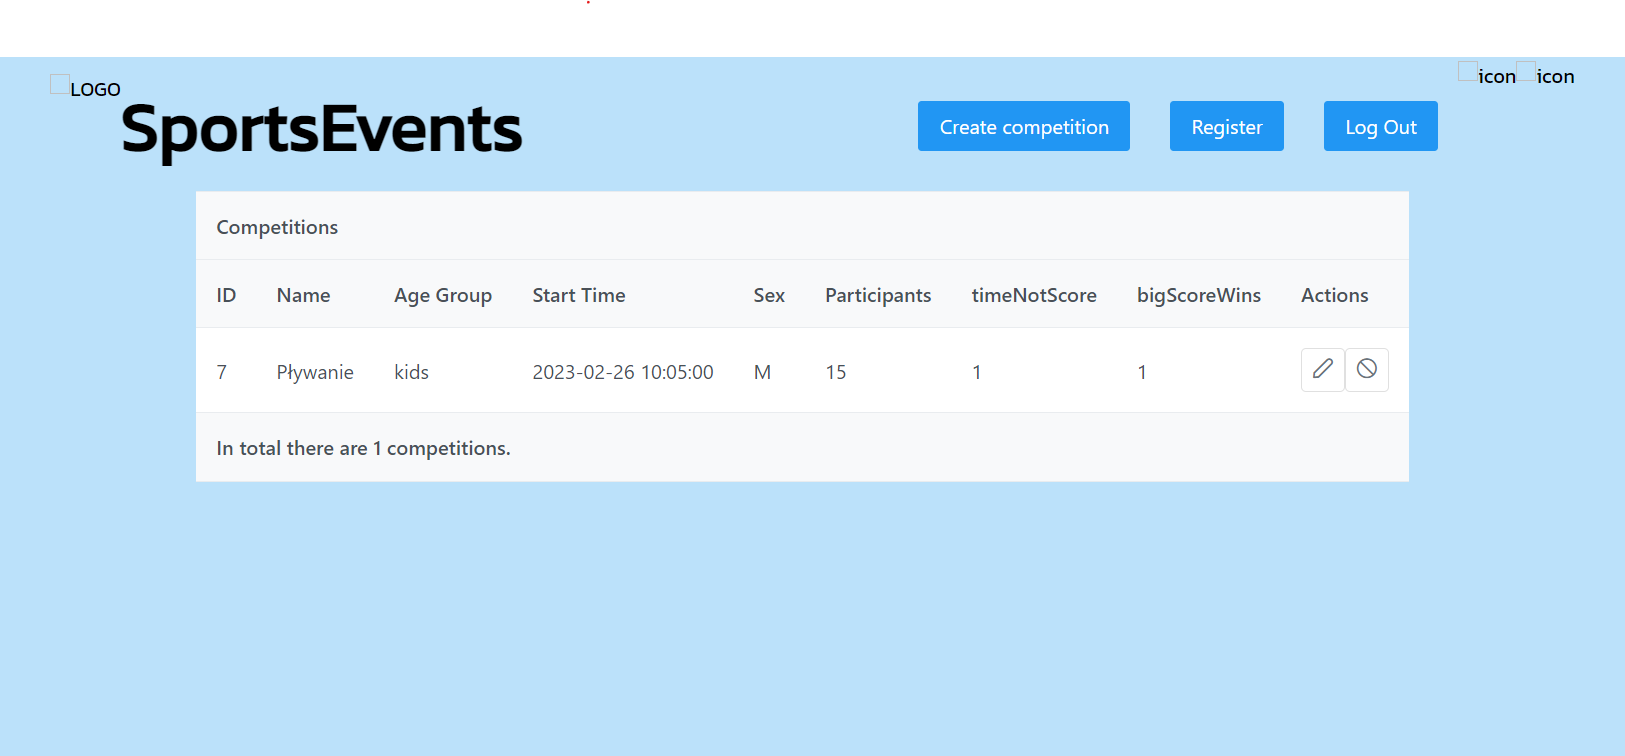 LOGO
SportsEvents
Create competition
Register
Log Out
icon icon
Competitions
ID Name Age Group Start Time Sex Participants timeNotScore bigScoreWins Actions
7 Pływanie kids 2023-02-26 10:05:00 M 15 1 1
In total there are 1 competitions.